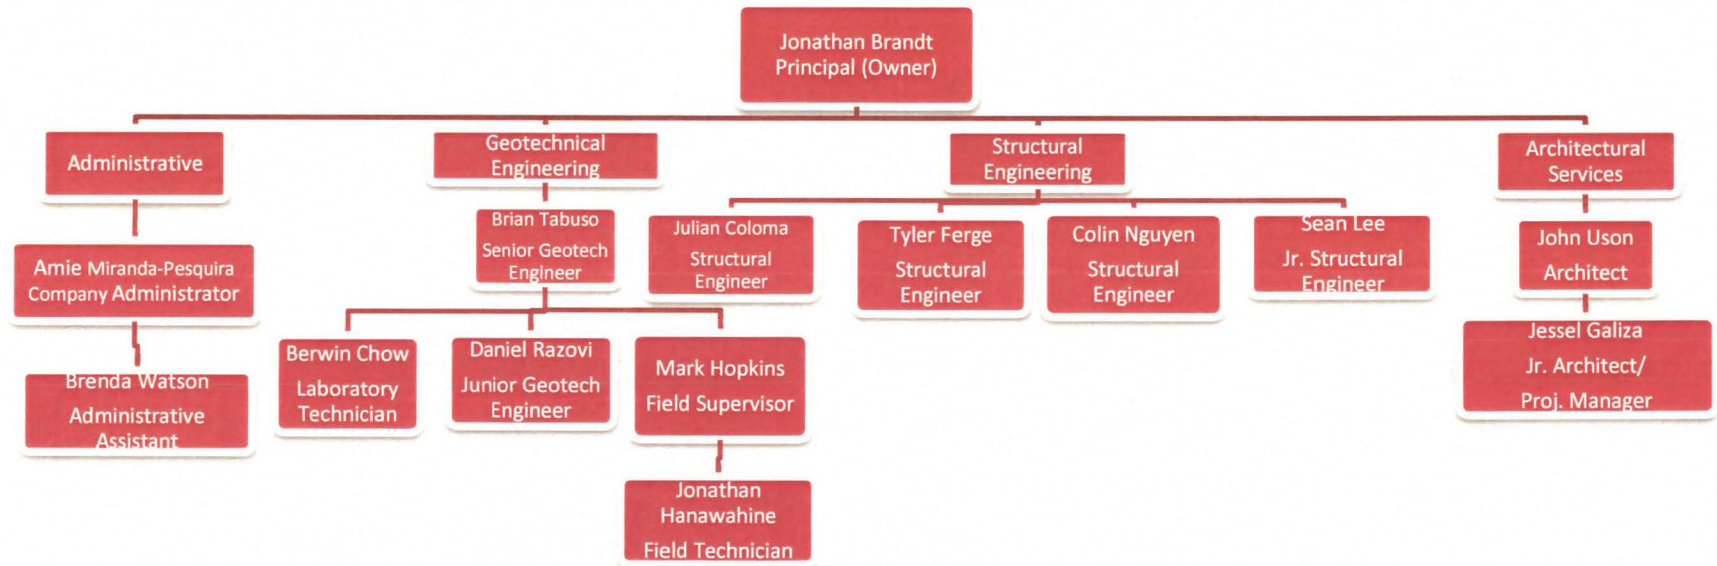 Jonathan Brandt
Principal (Owner)
Administrative
Geotechnical
Engineering
Structural
Engineering
Architectural
Services
Amie Miranda-Pesquira
Company Administrator
Brian Tabuso
Senior Geotech
Engineer
Julian Coloma
Structural
Engineer
Tyler Ferge
Structural
Engineer
Colin Nguyen
Structural
Engineer
Sean Lee
Jr. Structural
Engineer
John Uson
Architect
Brenda Watson
Administrative
Assistant
Berwin Chow
Laboratory
Technician
Daniel Razovi
Junior Geotech
Engineer
Mark Hopkins
Field Supervisor
Jessel Galiza
Jr. Architect/
Proj. Manager
Jonathan
Hanawahine
Field Technician